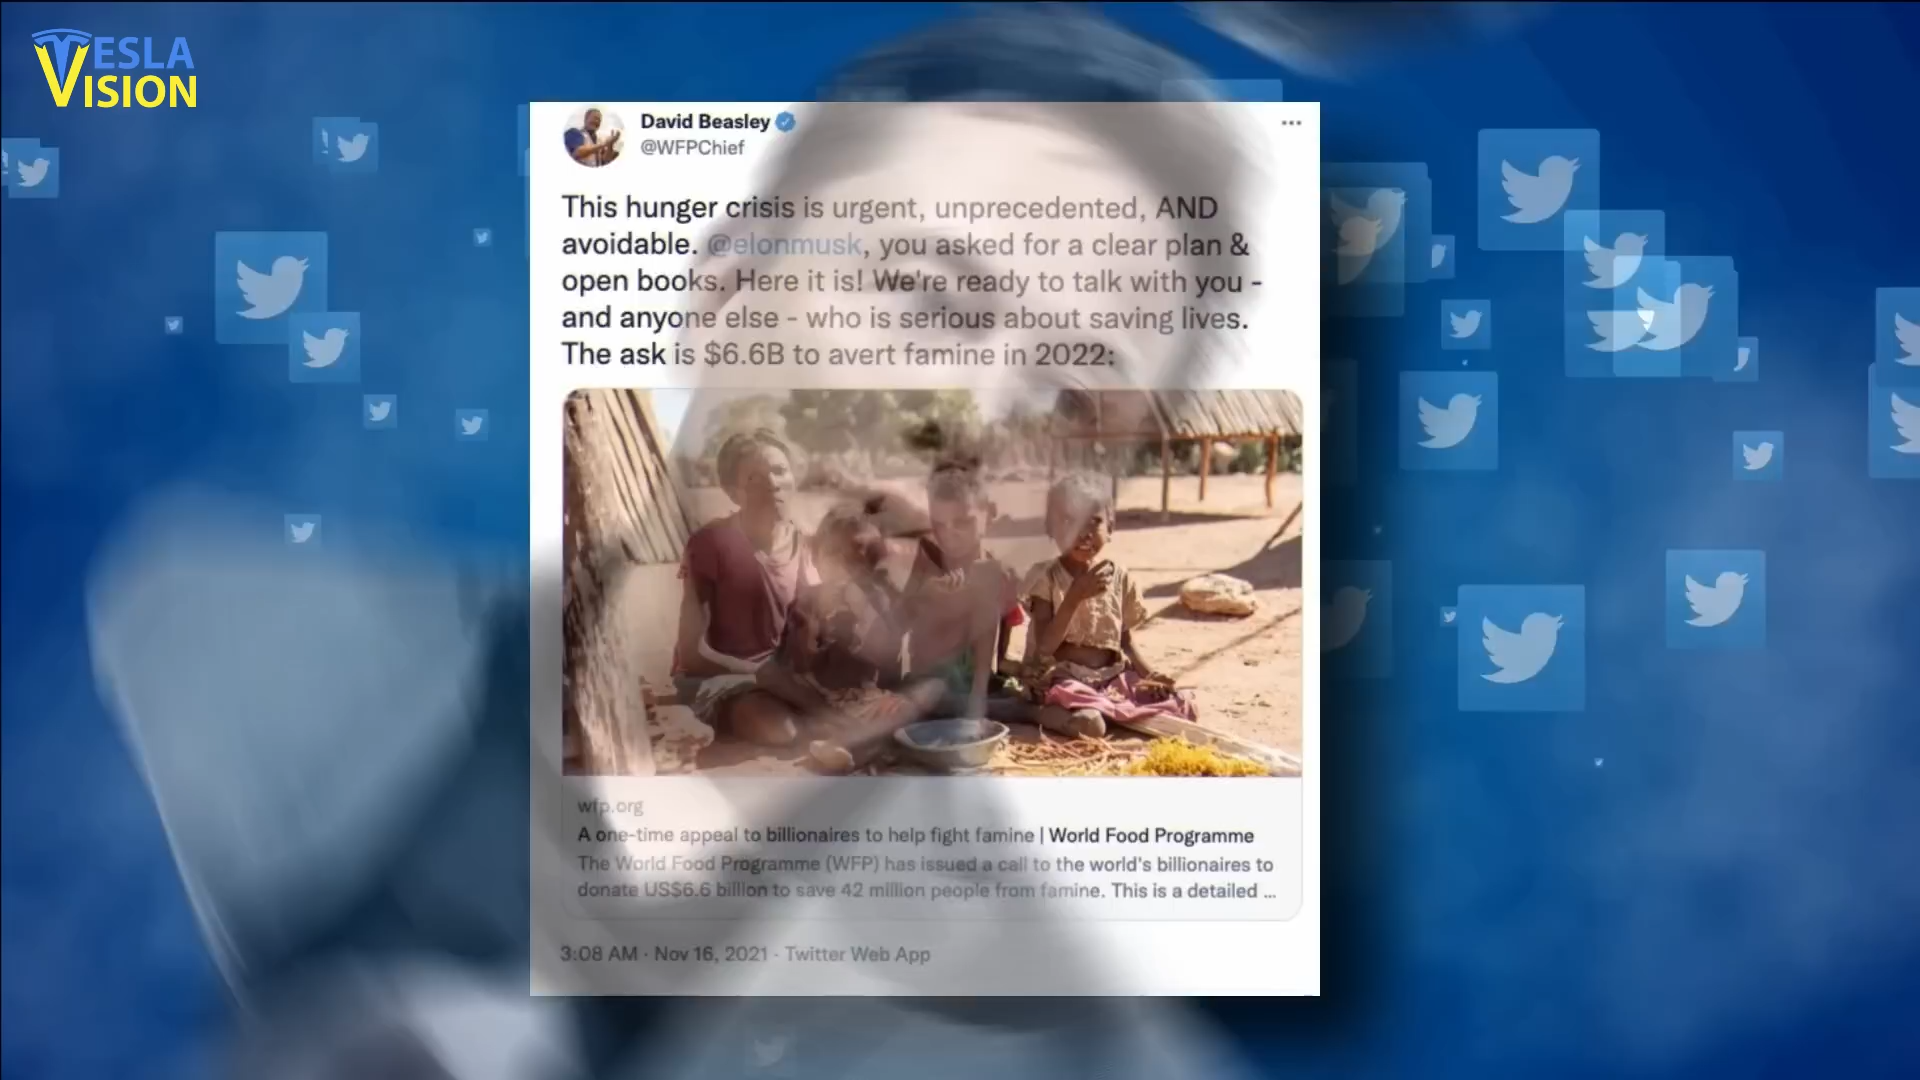 TESLA
VISION
David Beasley
@WFPChief
This hunger crisis is urgent, unprecedented, AND
avoidable. @elonmusk, you asked for a clear plan &
open books. Here it is! We're ready to talk with you -
and anyone else - who is serious about saving lives.
The ask is $6.6B to avert famine in 2022:
wfp.org
A one-time appeal to billionaires to help fight famine | World Food Programme
The World Food Programme (WFP) has issued a call to the world's billionaires to
donate US$6.6 billion to save 42 million people from famine. This is a detailed ...
3:08 AM · Nov 16, 2021 · Twitter Web App